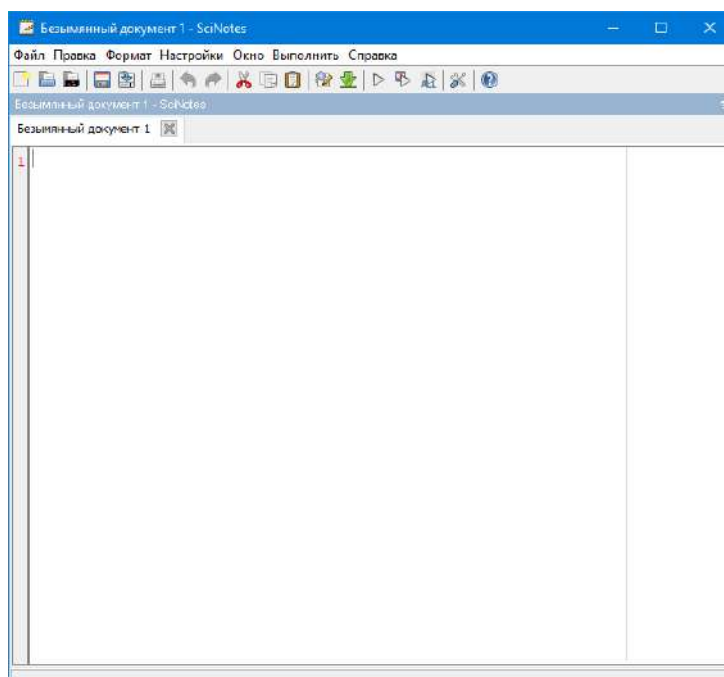 Безымянный документ 1 - SciNotes
Файл Правка Формат Настройки Окно Выполнить Справка
Безымянный документ 1 - SciNotes
Безымянный документ 1
1